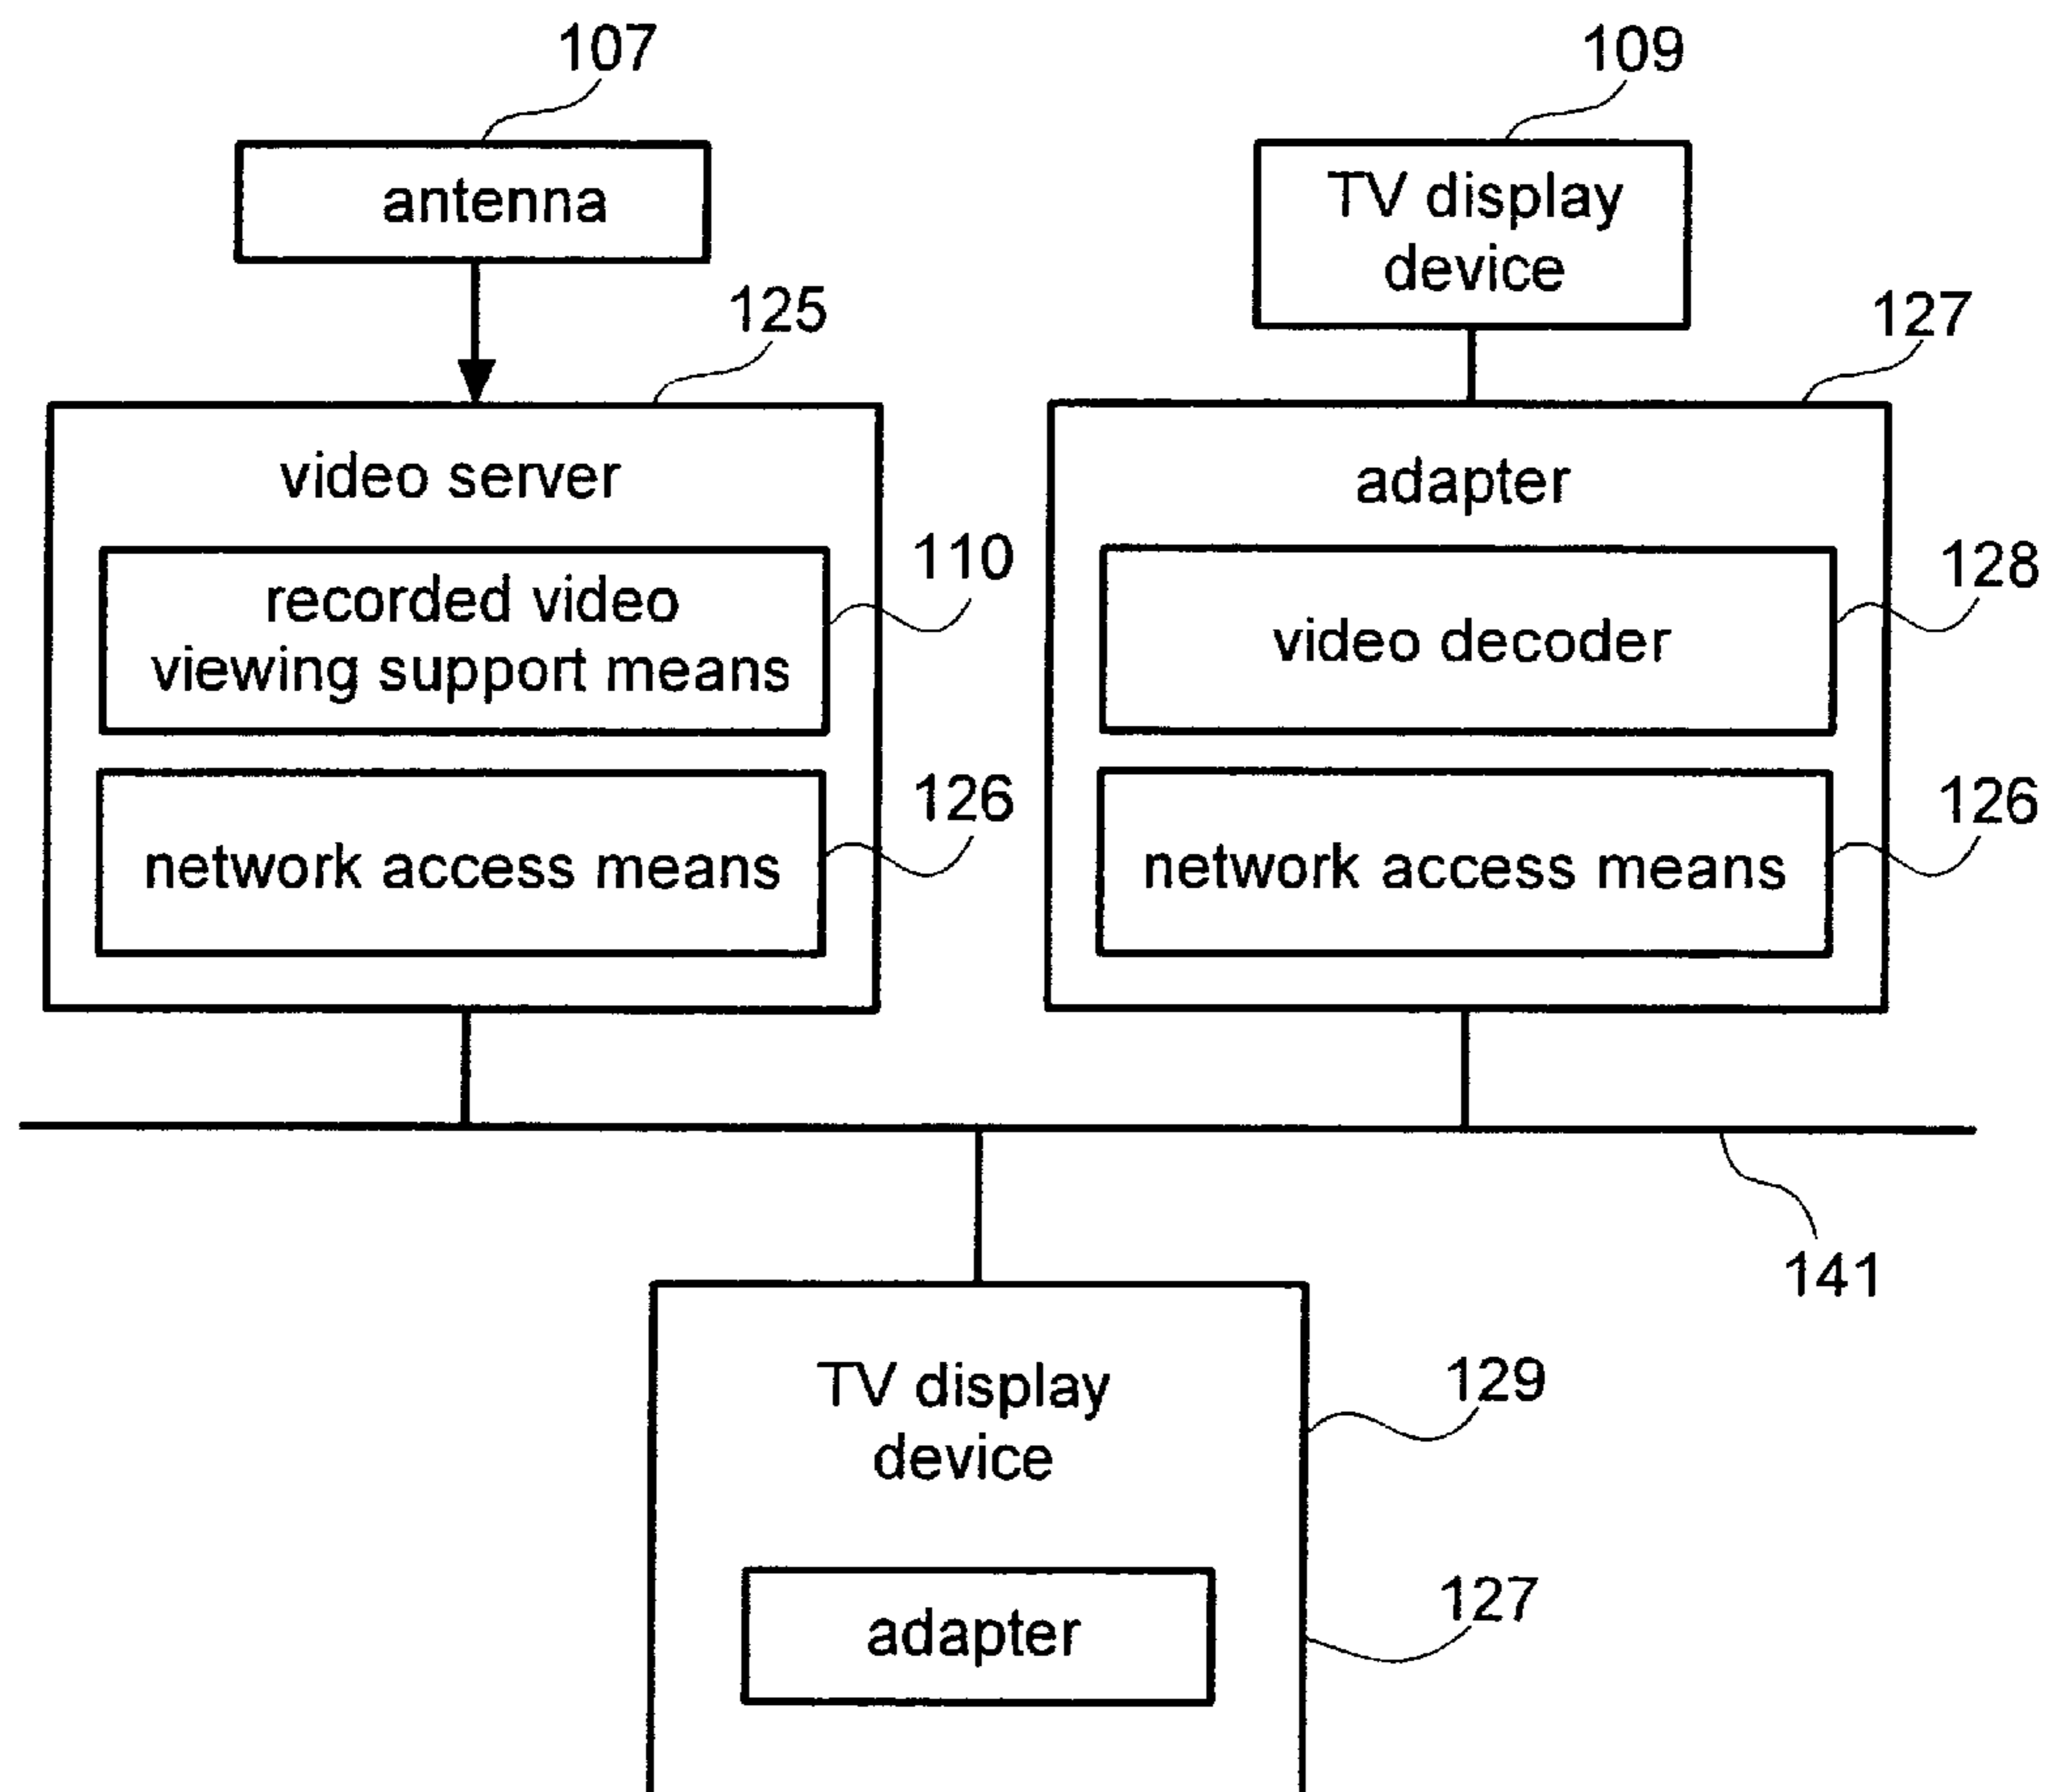 107
109
antenna
TV display
device
125
127
video server
adapter
110
128
recorded video
viewing support means
video decoder
126
126
network access means
network access means
141
TV display
device
129
127
adapter